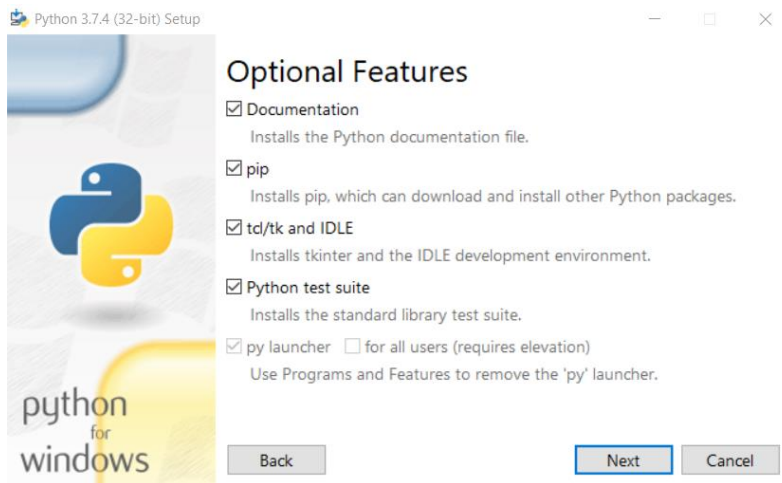 Python 3.7.4 (32-bit) Setup
Optional Features
Documentation
Installs the Python documentation file.
pip
Installs pip, which can download and install other Python packages.
tcl/tk and IDLE
Installs tkinter and the IDLE development environment.
Python test suite
Installs the standard library test suite.
py launcher for all users (requires elevation)
Use Programs and Features to remove the 'py' launcher.
python
for
windows
Back Next Cancel